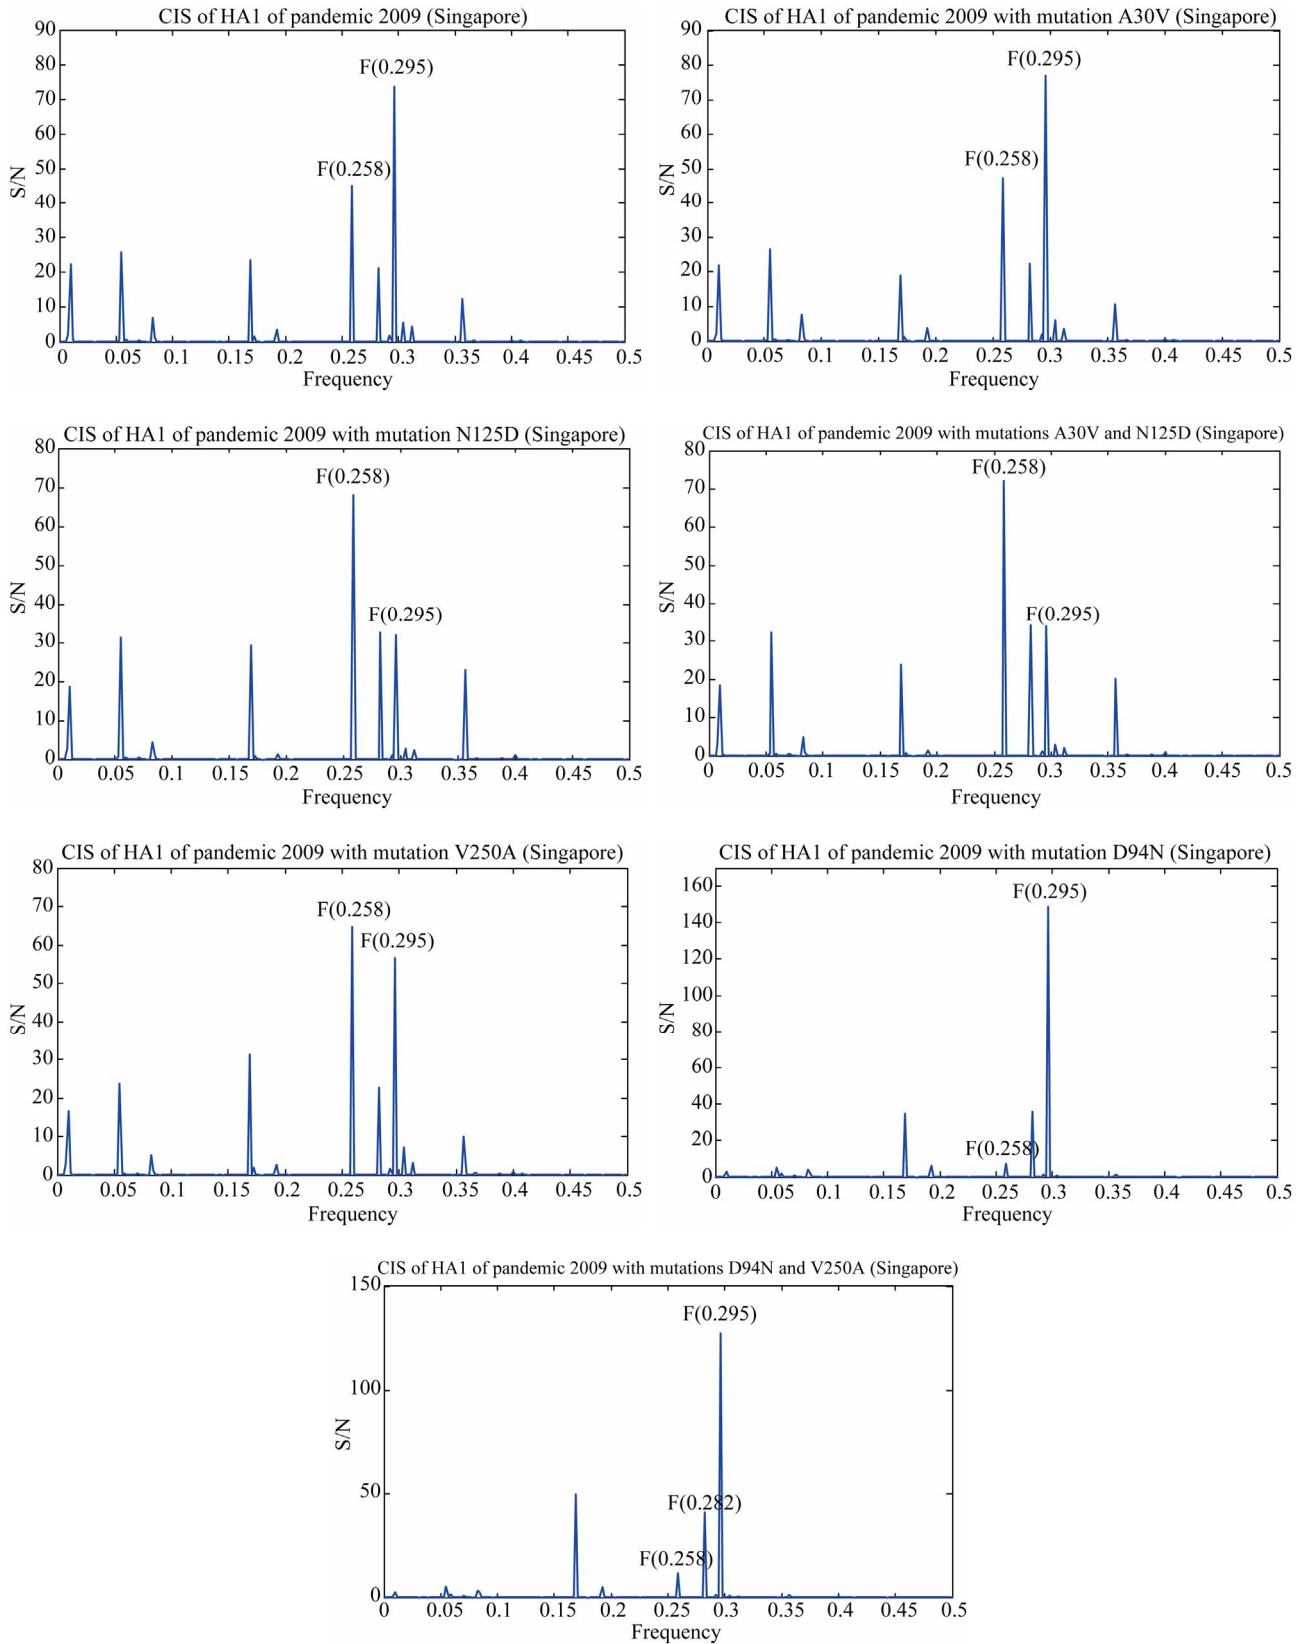 CIS of HA1 of pandemic 2009 (Singapore)
90
80
70
60
50
40
30
20
10
0
S/N
F(0.295)
F(0.258)
0 0.05 0.1 0.15 0.2 0.25 0.3 0.35 0.4 0.45 0.5
Frequency
CIS of HA1 of pandemic 2009 with mutation A30V (Singapore)
90
80
70
60
50
40
30
20
10
0
S/N
F(0.295)
F(0.258)
0 0.05 0.1 0.15 0.2 0.25 0.3 0.35 0.4 0.45 0.5
Frequency
CIS of HA1 of pandemic 2009 with mutation N125D (Singapore)
80
70
60
50
40
30
20
10
0
S/N
F(0.258)
F(0.295)
0 0.05 0.1 0.15 0.2 0.25 0.3 0.35 0.4 0.45 0.5
Frequency
CIS of HA1 of pandemic 2009 with mutations A30V and N125D (Singapore)
80
70
60
50
40
30
20
10
0
S/N
F(0.258)
F(0.295)
0 0.05 0.1 0.15 0.2 0.25 0.3 0.35 0.4 0.45 0.5
Frequency
CIS of HA1 of pandemic 2009 with mutation V250A (Singapore)
80
70
60
50
40
30
20
10
0
S/N
F(0.258)
F(0.295)
0 0.05 0.1 0.15 0.2 0.25 0.3 0.35 0.4 0.45 0.5
Frequency
CIS of HA1 of pandemic 2009 with mutation D94N (Singapore)
160
140
120
100
80
60
40
20
0
S/N
F(0.295)
F(0.258)
0 0.05 0.1 0.15 0.2 0.25 0.3 0.35 0.4 0.45 0.5
Frequency
CIS of HA1 of pandemic 2009 with mutations D94N and V250A (Singapore)
150
100
50
0
S/N
F(0.295)
F(0.282)
F(0.258)
0 0.05 0.1 0.15 0.2 0.25 0.3 0.35 0.4 0.45 0.5
Frequency